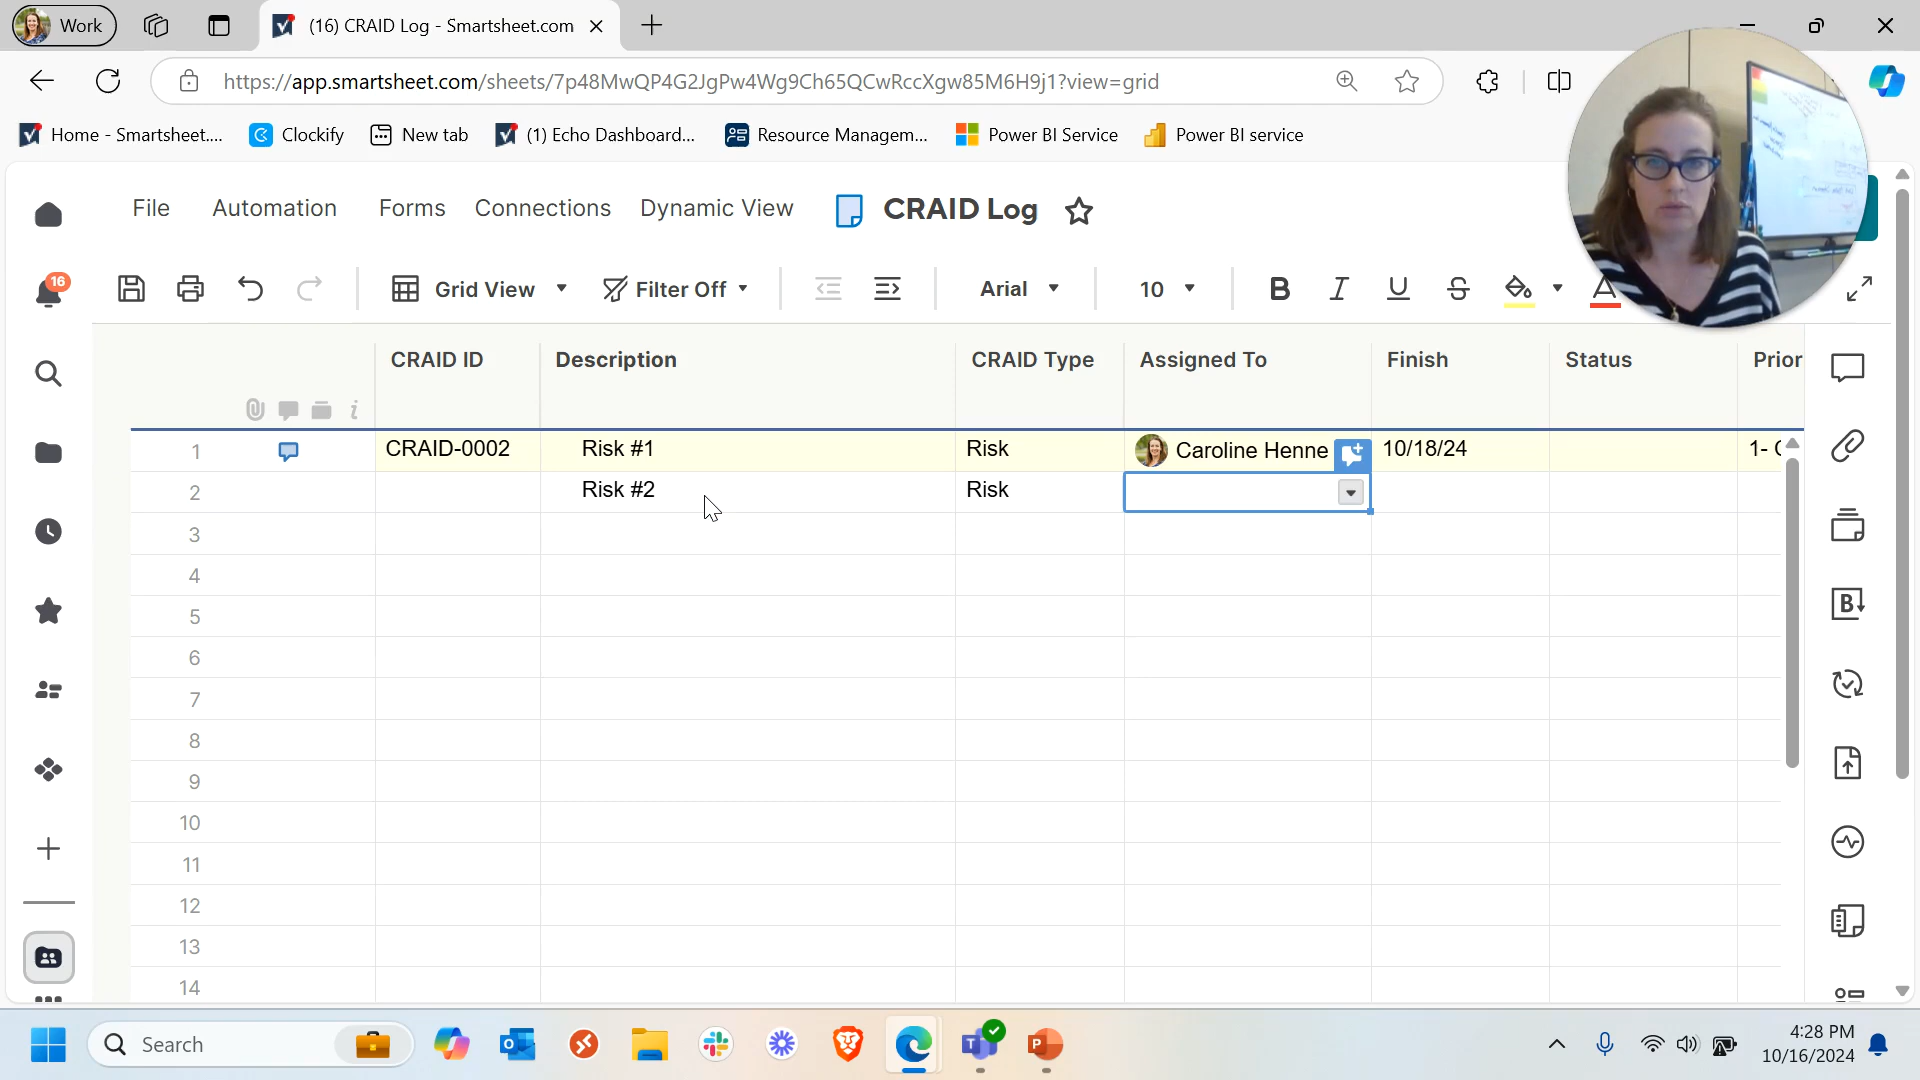 Work
(16) CRAID Log - Smartsheet.com
https://app.smartsheet.com/sheets/7p48MwQP4G2JgPw4Wg9Ch65QCwRccXgw85M6H9j1?view=grid
Home - Smartsheet....
Clockify
New tab
(1) Echo Dashboard...
Resource Managem...
Power BI Service
Power BI service
File
Automation
Forms
Connections
Dynamic View
CRAID Log
16
Grid View
Filter Off
Arial
10
B
I
U
S
A
CRAID ID
Description
CRAID Type
Assigned To
Finish
Status
Prior
1
CRAID-0002
Risk #1
Risk
Caroline Henne
10/18/24
1- C
2
Risk #2
Risk
3
4
5
6
7
8
9
10
11
12
13
14
Search
4:28 PM
10/16/2024